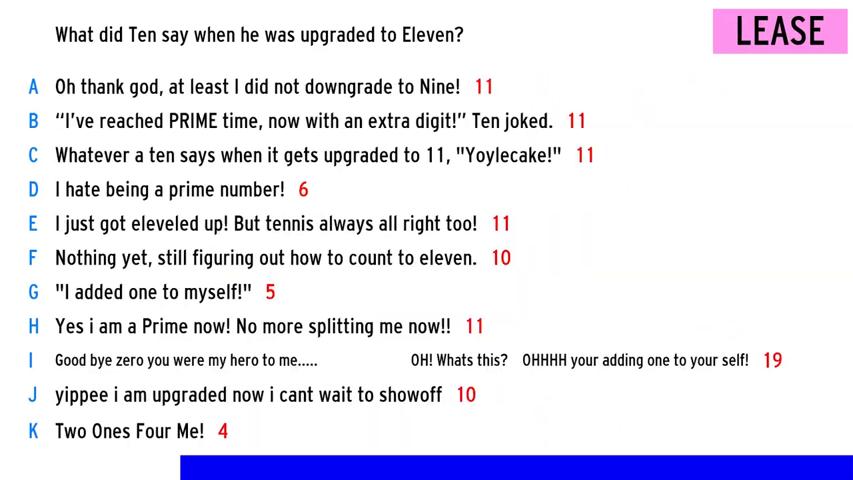 What did Ten say when he was upgraded to Eleven?
LEASE
A Oh thank god, at least I did not downgrade to Nine! 11
B “I’ve reached PRIME time, now with an extra digit!” Ten joked. 11
C Whatever a ten says when it gets upgraded to 11, "Yoylecake!" 11
D I hate being a prime number! 6
E I just got eleveled up! But tennis always all right too! 11
F Nothing yet, still figuring out how to count to eleven. 10
G "I added one to myself!" 5
H Yes i am a Prime now! No more splitting me now!! 11
I Good bye zero you were my hero to me..... OH! Whats this? OHHHH your adding one to your self! 19
J yippee i am upgraded now i cant wait to showoff 10
K Two Ones Four Me! 4